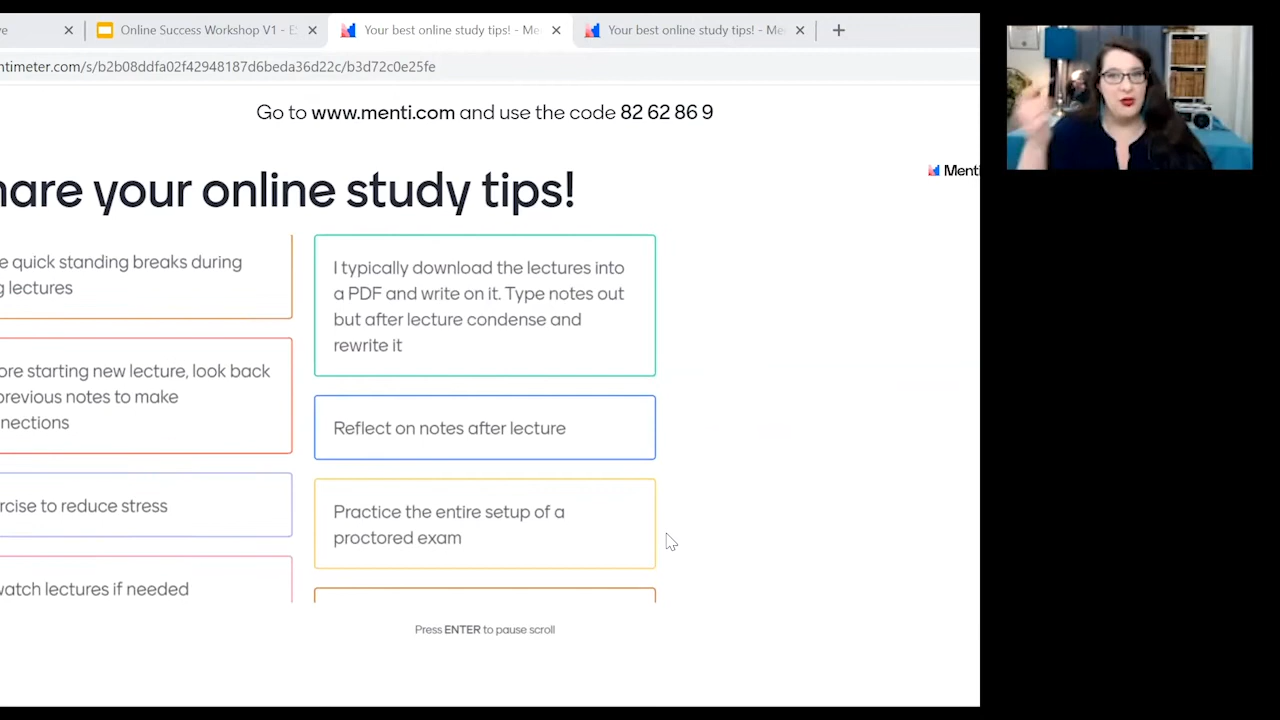 ve
Online Success Workshop V1 - E
Your best online study tips! - Me
Your best online study tips! - Me
ntimeter.com/s/b2b08ddfa02f42948187d6beda36d22c/b3d72c0e25fe
Go to www.menti.com and use the code 82 62 86 9
Menti
hare your online study tips!
e quick standing breaks during
g lectures
ore starting new lecture, look back
previous notes to make
nnections
rcise to reduce stress
watch lectures if needed
I typically download the lectures into
a PDF and write on it. Type notes out
but after lecture condense and
rewrite it
Reflect on notes after lecture
Practice the entire setup of a
proctored exam
Press ENTER to pause scroll